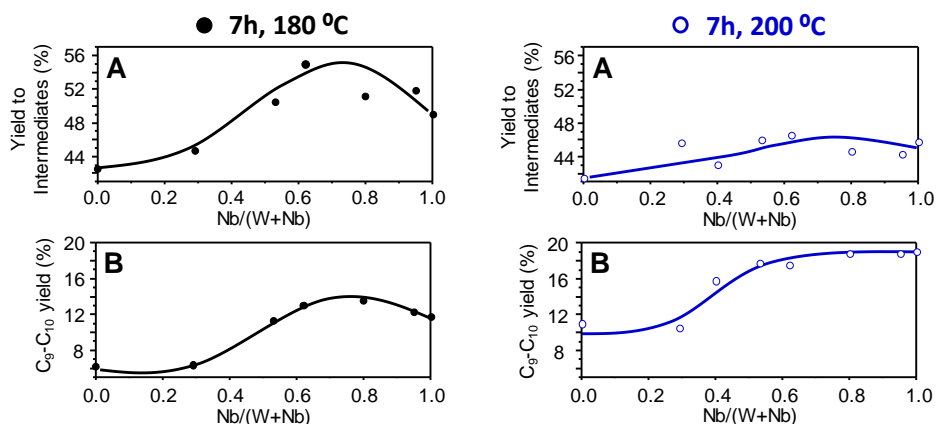 7h, 180 ⁰C
7h, 200 ⁰C
A
Yield to
Intermediates (%)
56
52
48
44
0.0 0.2 0.4 0.6 0.8 1.0
Nb/(W+Nb)
A
Yield to
Intermediates (%)
56
52
48
44
0.0 0.2 0.4 0.6 0.8 1.0
Nb/(W+Nb)
B
C₉-C₁₀ yield (%)
20
16
12
8
0.0 0.2 0.4 0.6 0.8 1.0
Nb/(W+Nb)
B
C₉-C₁₀ yield (%)
20
16
12
8
0.0 0.2 0.4 0.6 0.8 1.0
Nb/(W+Nb)